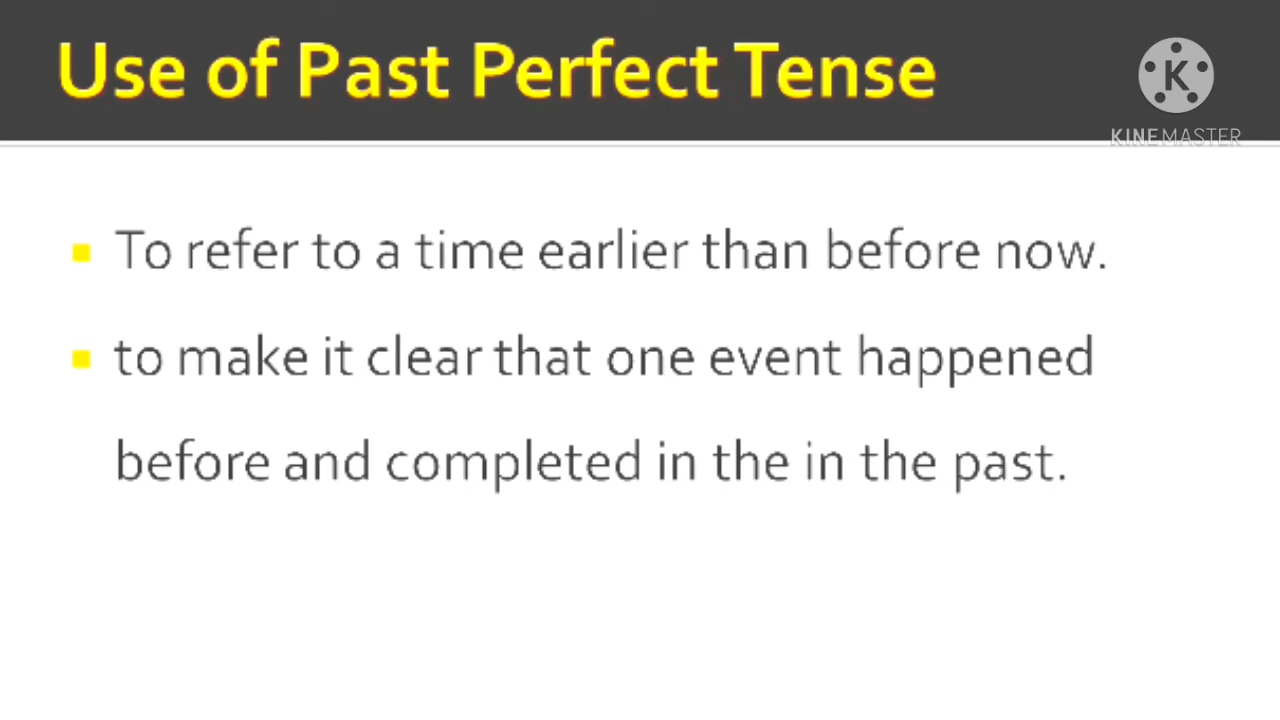 Use of Past Perfect Tense
K
KINEMASTER
To refer to a time earlier than before now.
to make it clear that one event happened
before and completed in the in the past.